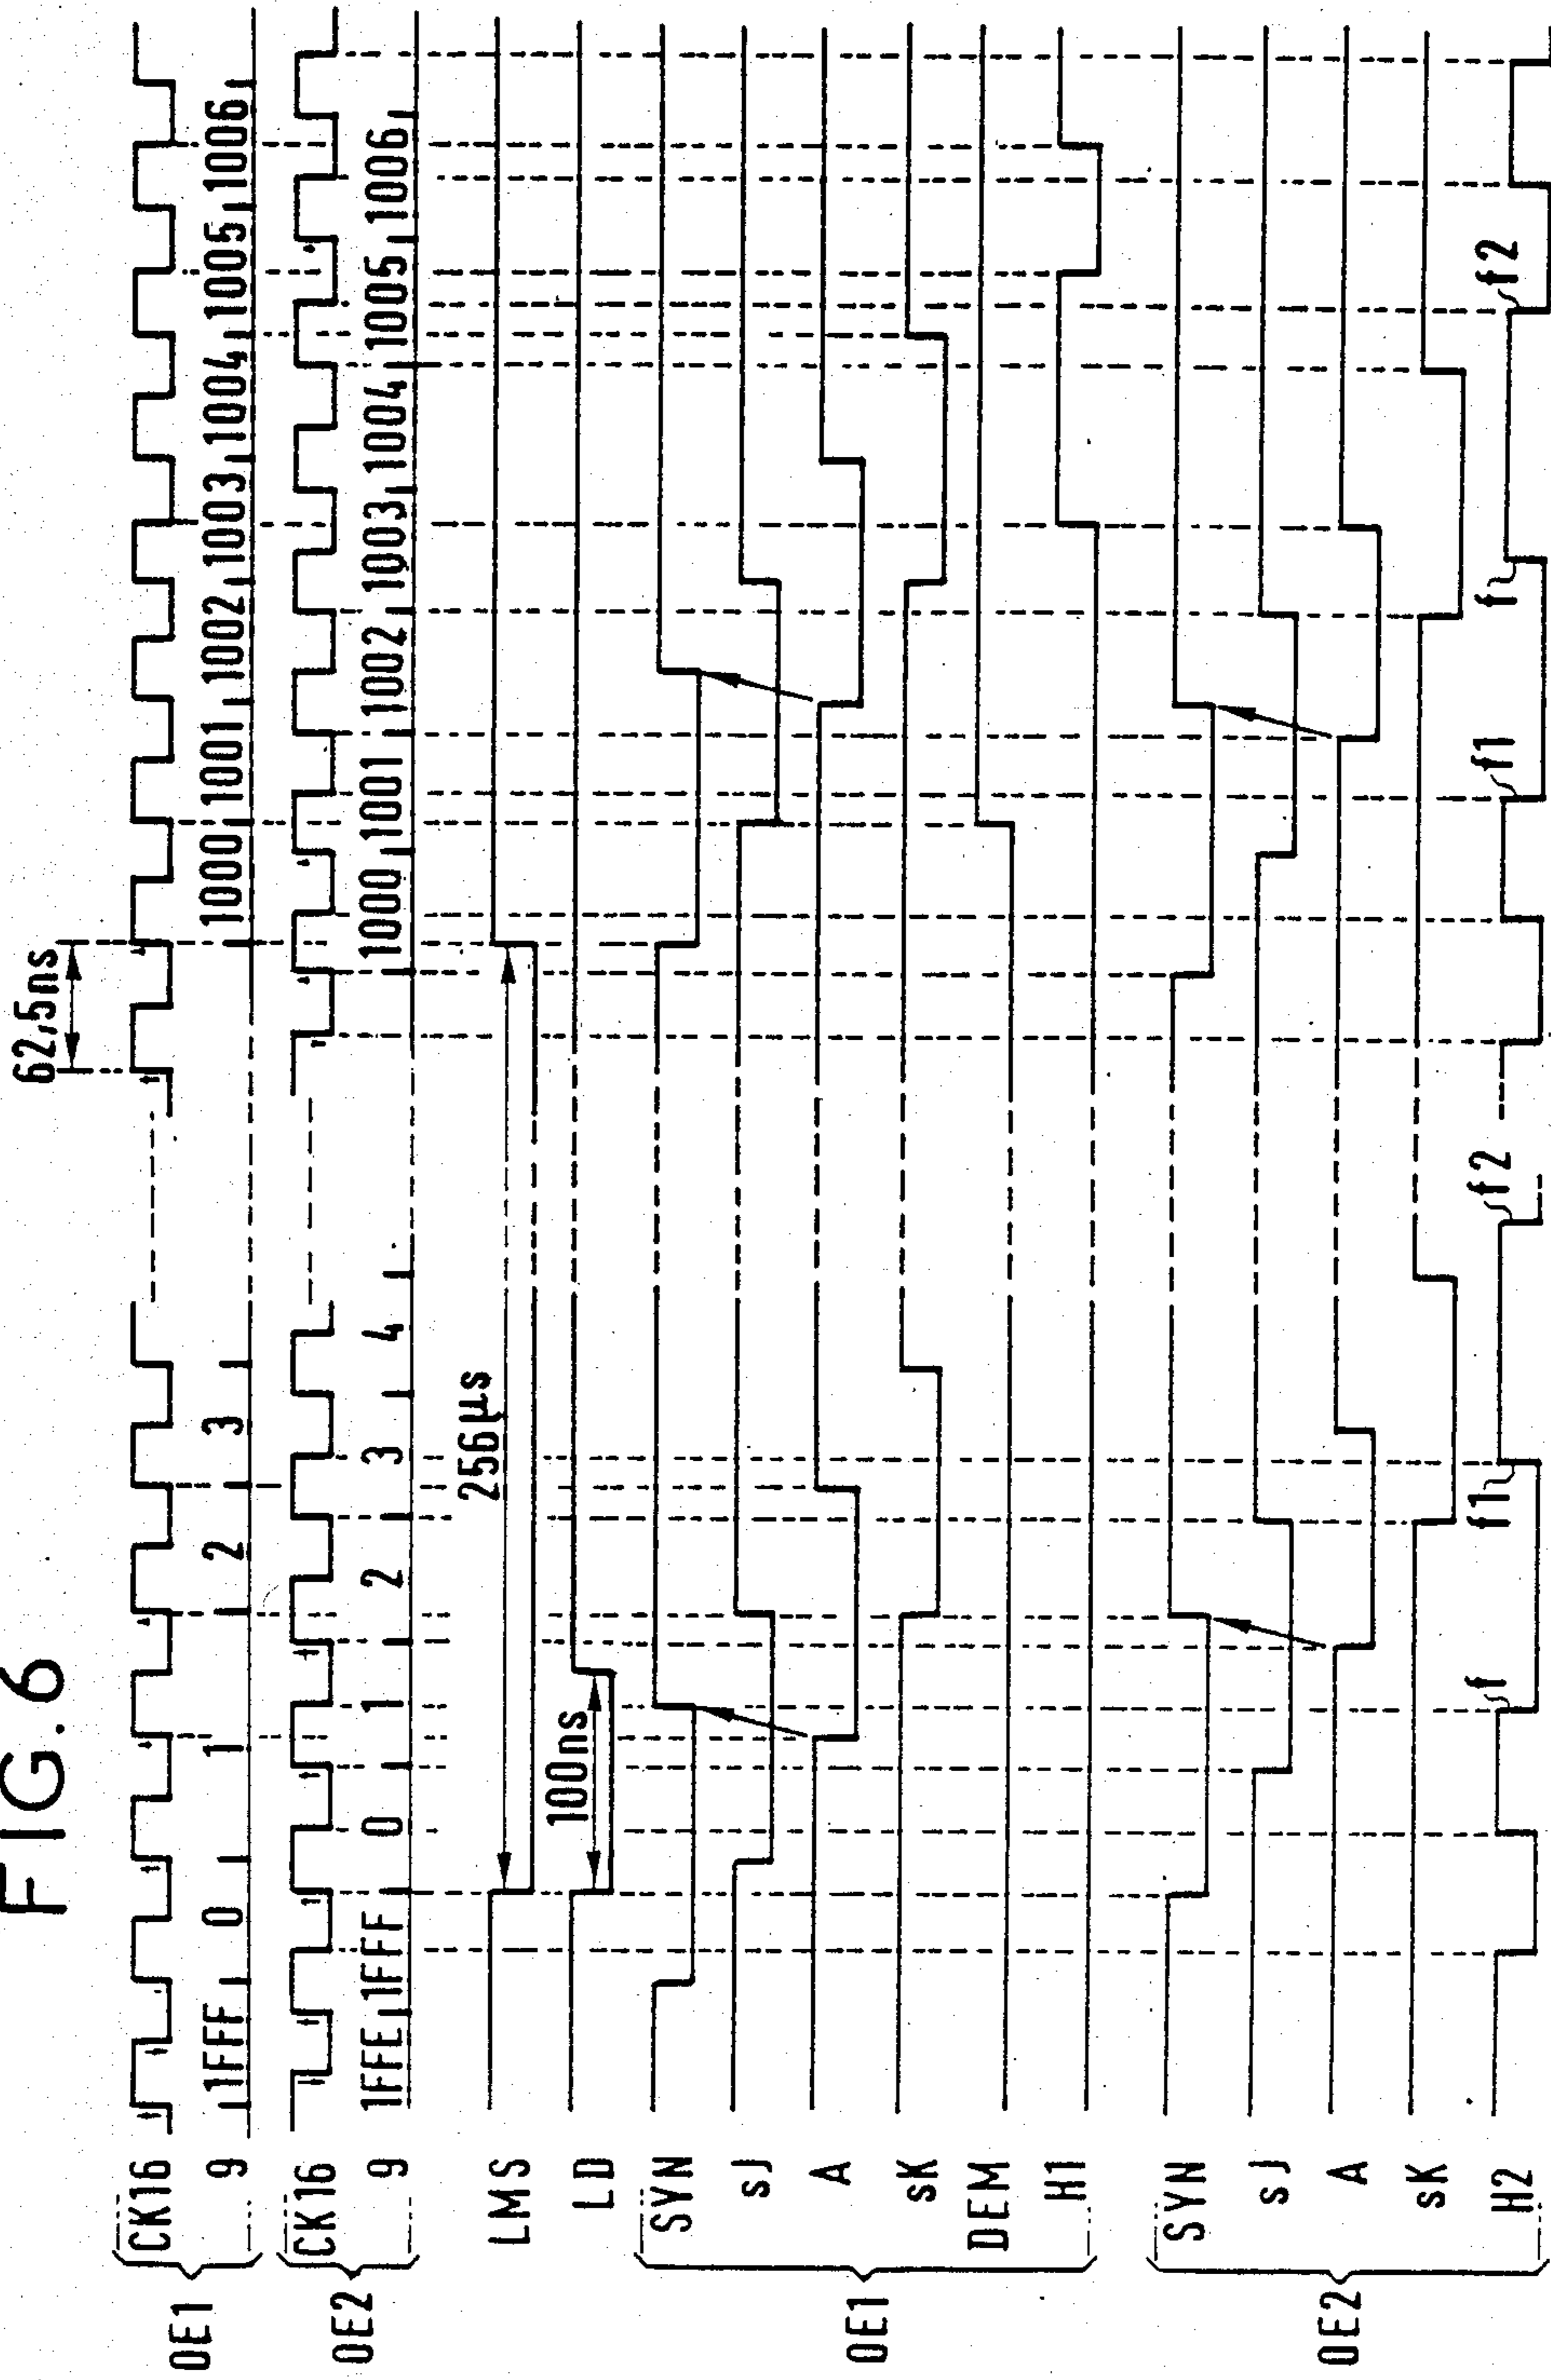 FIG.6
62,5ns
OE1
CK16
9
1FFF 0 1 2 3 1000 1001 1002 1003 1004 1005 1006
OE2
CK16
9
1FFE 1FFF 0 1 2 3 4 1000 1001 1002 1003 1004 1005 1006
LMS
256µs
LD
100ns
OE1
SYN
sJ
A
sK
DEM
H1
OE2
SYN
sJ
A
sK
H2
f f1 f2 f1 f f2